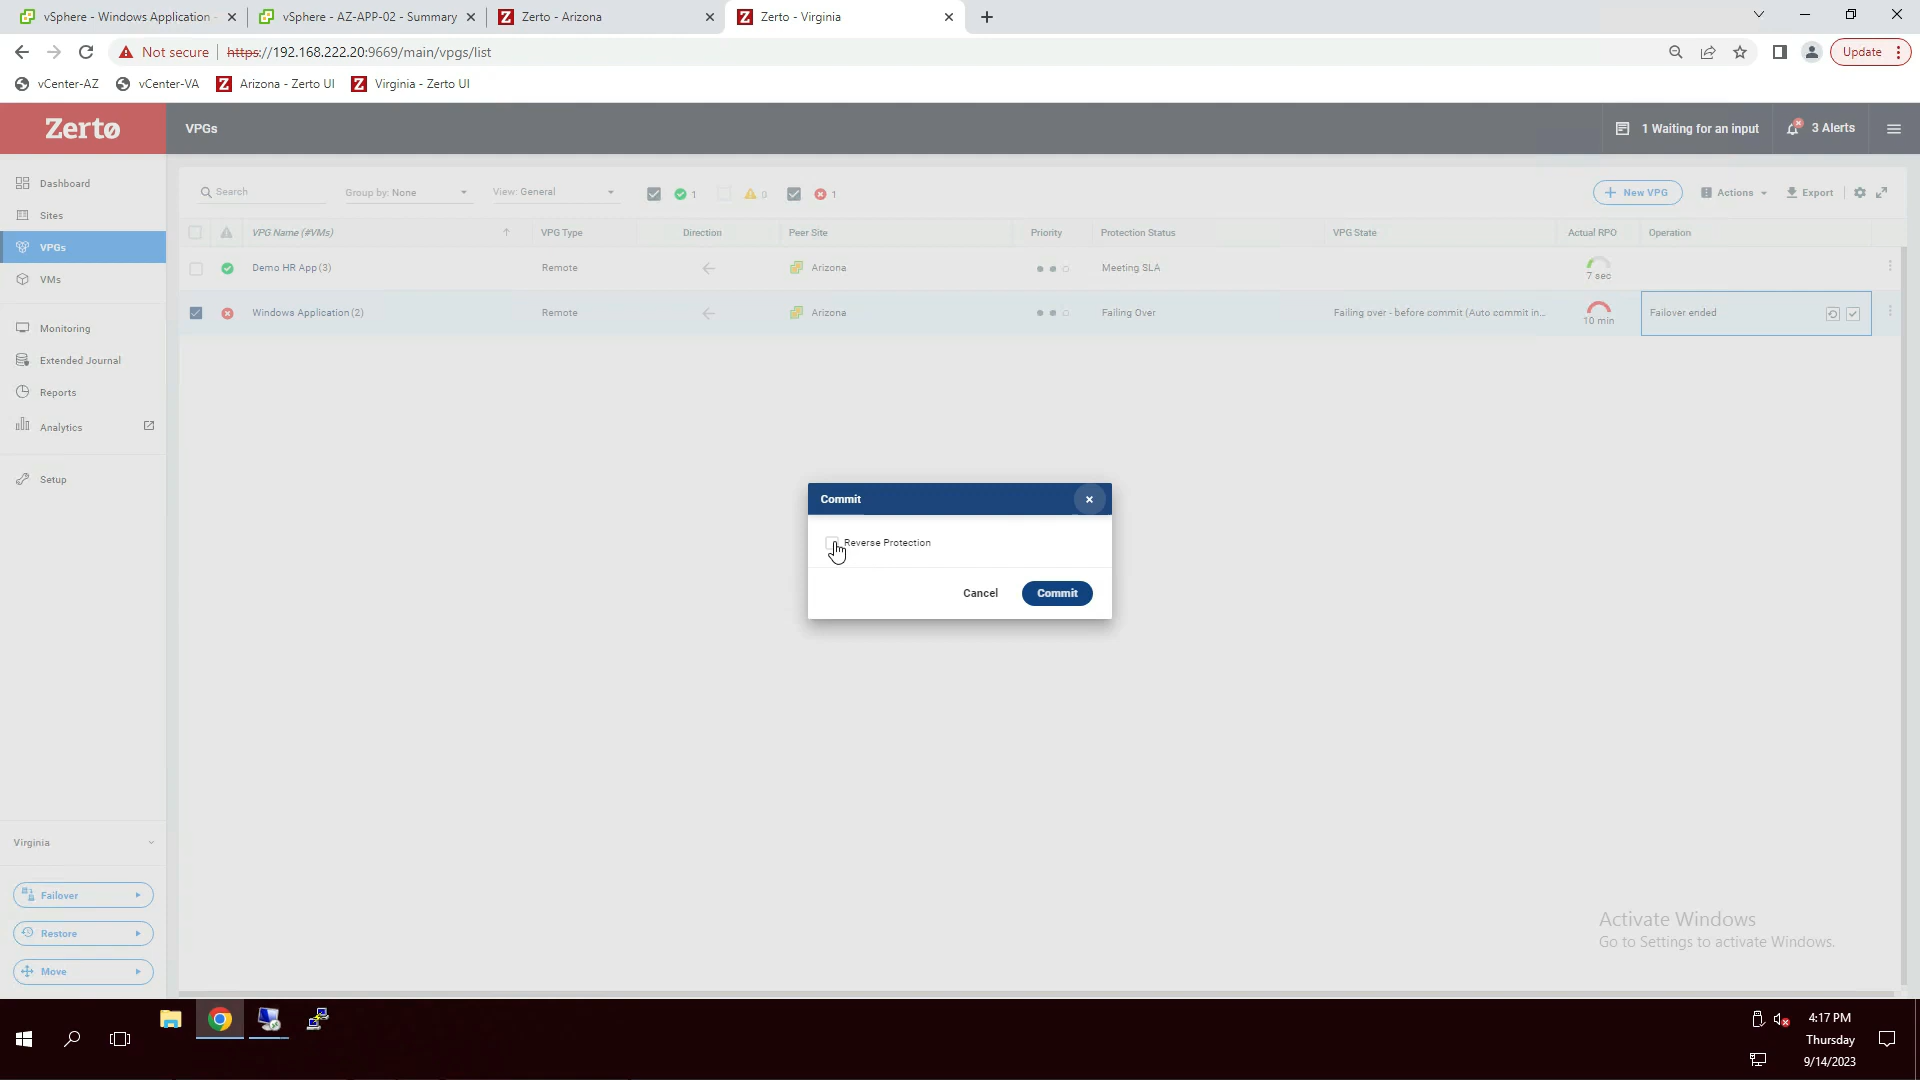 vSphere - Windows Application -
vSphere - AZ-APP-02 - Summary
Zerto - Arizona
Zerto - Virginia
Not secure
https://192.168.222.20:9669/main/vpgs/list
Update
vCenter-AZ
vCenter-VA
Arizona - Zerto UI
Virginia - Zerto UI
Zerto
VPGs
1 Waiting for an input
3 Alerts
Dashboard
Sites
VPGs
VMs
Monitoring
Extended Journal
Reports
Analytics
Setup
Search
Group by: None
View: General
1
0
1
New VPG
Actions
Export
VPG Name (#VMs)
VPG Type
Direction
Peer Site
Priority
Protection Status
VPG State
Actual RPO
Operation
Demo HR App (3)
Remote
Arizona
Meeting SLA
7 sec
Windows Application (2)
Remote
Arizona
Failing Over
Failing over - before commit (Auto commit in...
10 min
Failover ended
Commit
Reverse Protection
Cancel
Commit
Virginia
Failover
Restore
Move
Activate Windows
Go to Settings to activate Windows.
4:17 PM
Thursday
9/14/2023